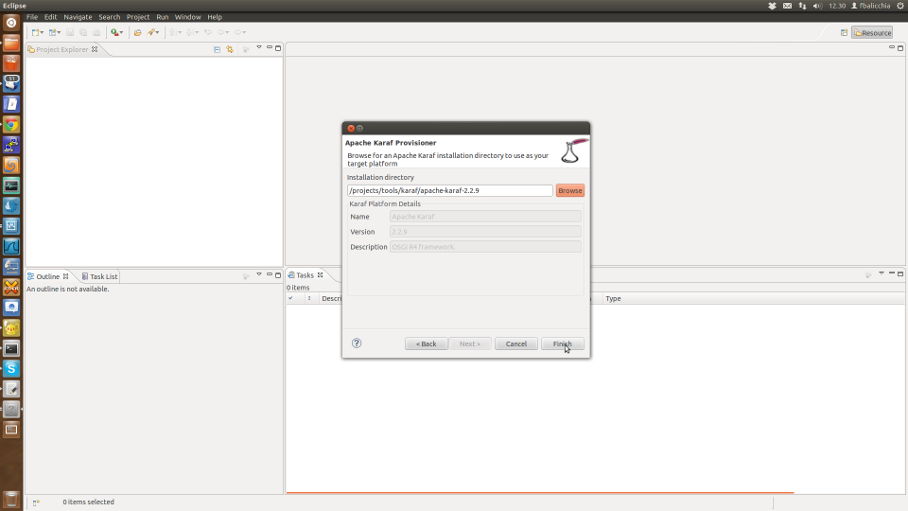 Eclipse
12.30
fbalicchia
File Edit Navigate Search Project Run Window Help
Resource
Project Explorer
Apache Karaf Provisioner
Browse for an Apache Karaf installation directory to use as your
target platform
Installation directory
/projects/tools/karaf/apache-karaf-2.2.9
Browse
Karaf Platform Details
Name Apache Karaf
Version 2.2.9
Description OSGi R4 framework.
Outline
Task List
An outline is not available.
Tasks
0 items
! Descri
Type
? < Back Next > Cancel Finish
0 items selected